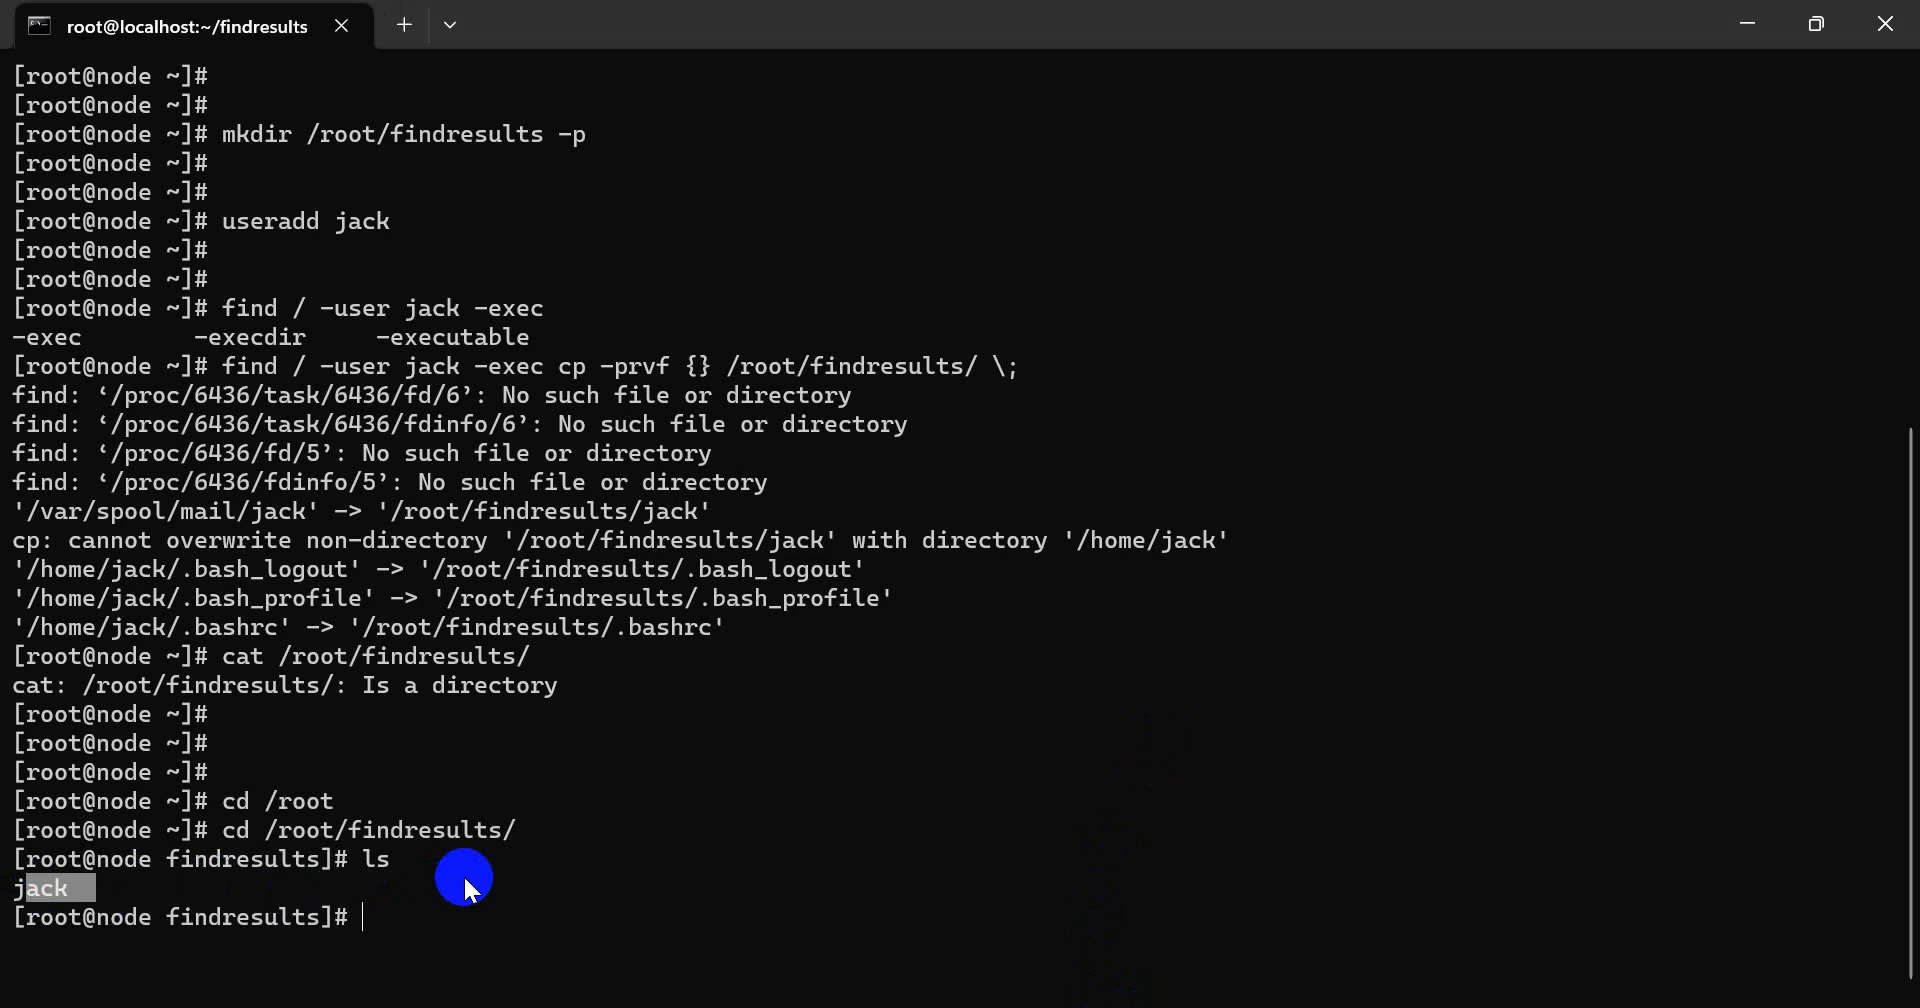 root@localhost:~/findresults
[root@node ~]#
[root@node ~]#
[root@node ~]# mkdir /root/findresults -p
[root@node ~]#
[root@node ~]#
[root@node ~]# useradd jack
[root@node ~]#
[root@node ~]#
[root@node ~]# find / -user jack -exec
-exec        -execdir     -executable
[root@node ~]# find / -user jack -exec cp -prvf {} /root/findresults/ \;
find: ‘/proc/6436/task/6436/fd/6’: No such file or directory
find: ‘/proc/6436/task/6436/fdinfo/6’: No such file or directory
find: ‘/proc/6436/fd/5’: No such file or directory
find: ‘/proc/6436/fdinfo/5’: No such file or directory
'/var/spool/mail/jack' -> '/root/findresults/jack'
cp: cannot overwrite non-directory '/root/findresults/jack' with directory '/home/jack'
'/home/jack/.bash_logout' -> '/root/findresults/.bash_logout'
'/home/jack/.bash_profile' -> '/root/findresults/.bash_profile'
'/home/jack/.bashrc' -> '/root/findresults/.bashrc'
[root@node ~]# cat /root/findresults/
cat: /root/findresults/: Is a directory
[root@node ~]#
[root@node ~]#
[root@node ~]#
[root@node ~]# cd /root
[root@node ~]# cd /root/findresults/
[root@node findresults]# ls
jack
[root@node findresults]#